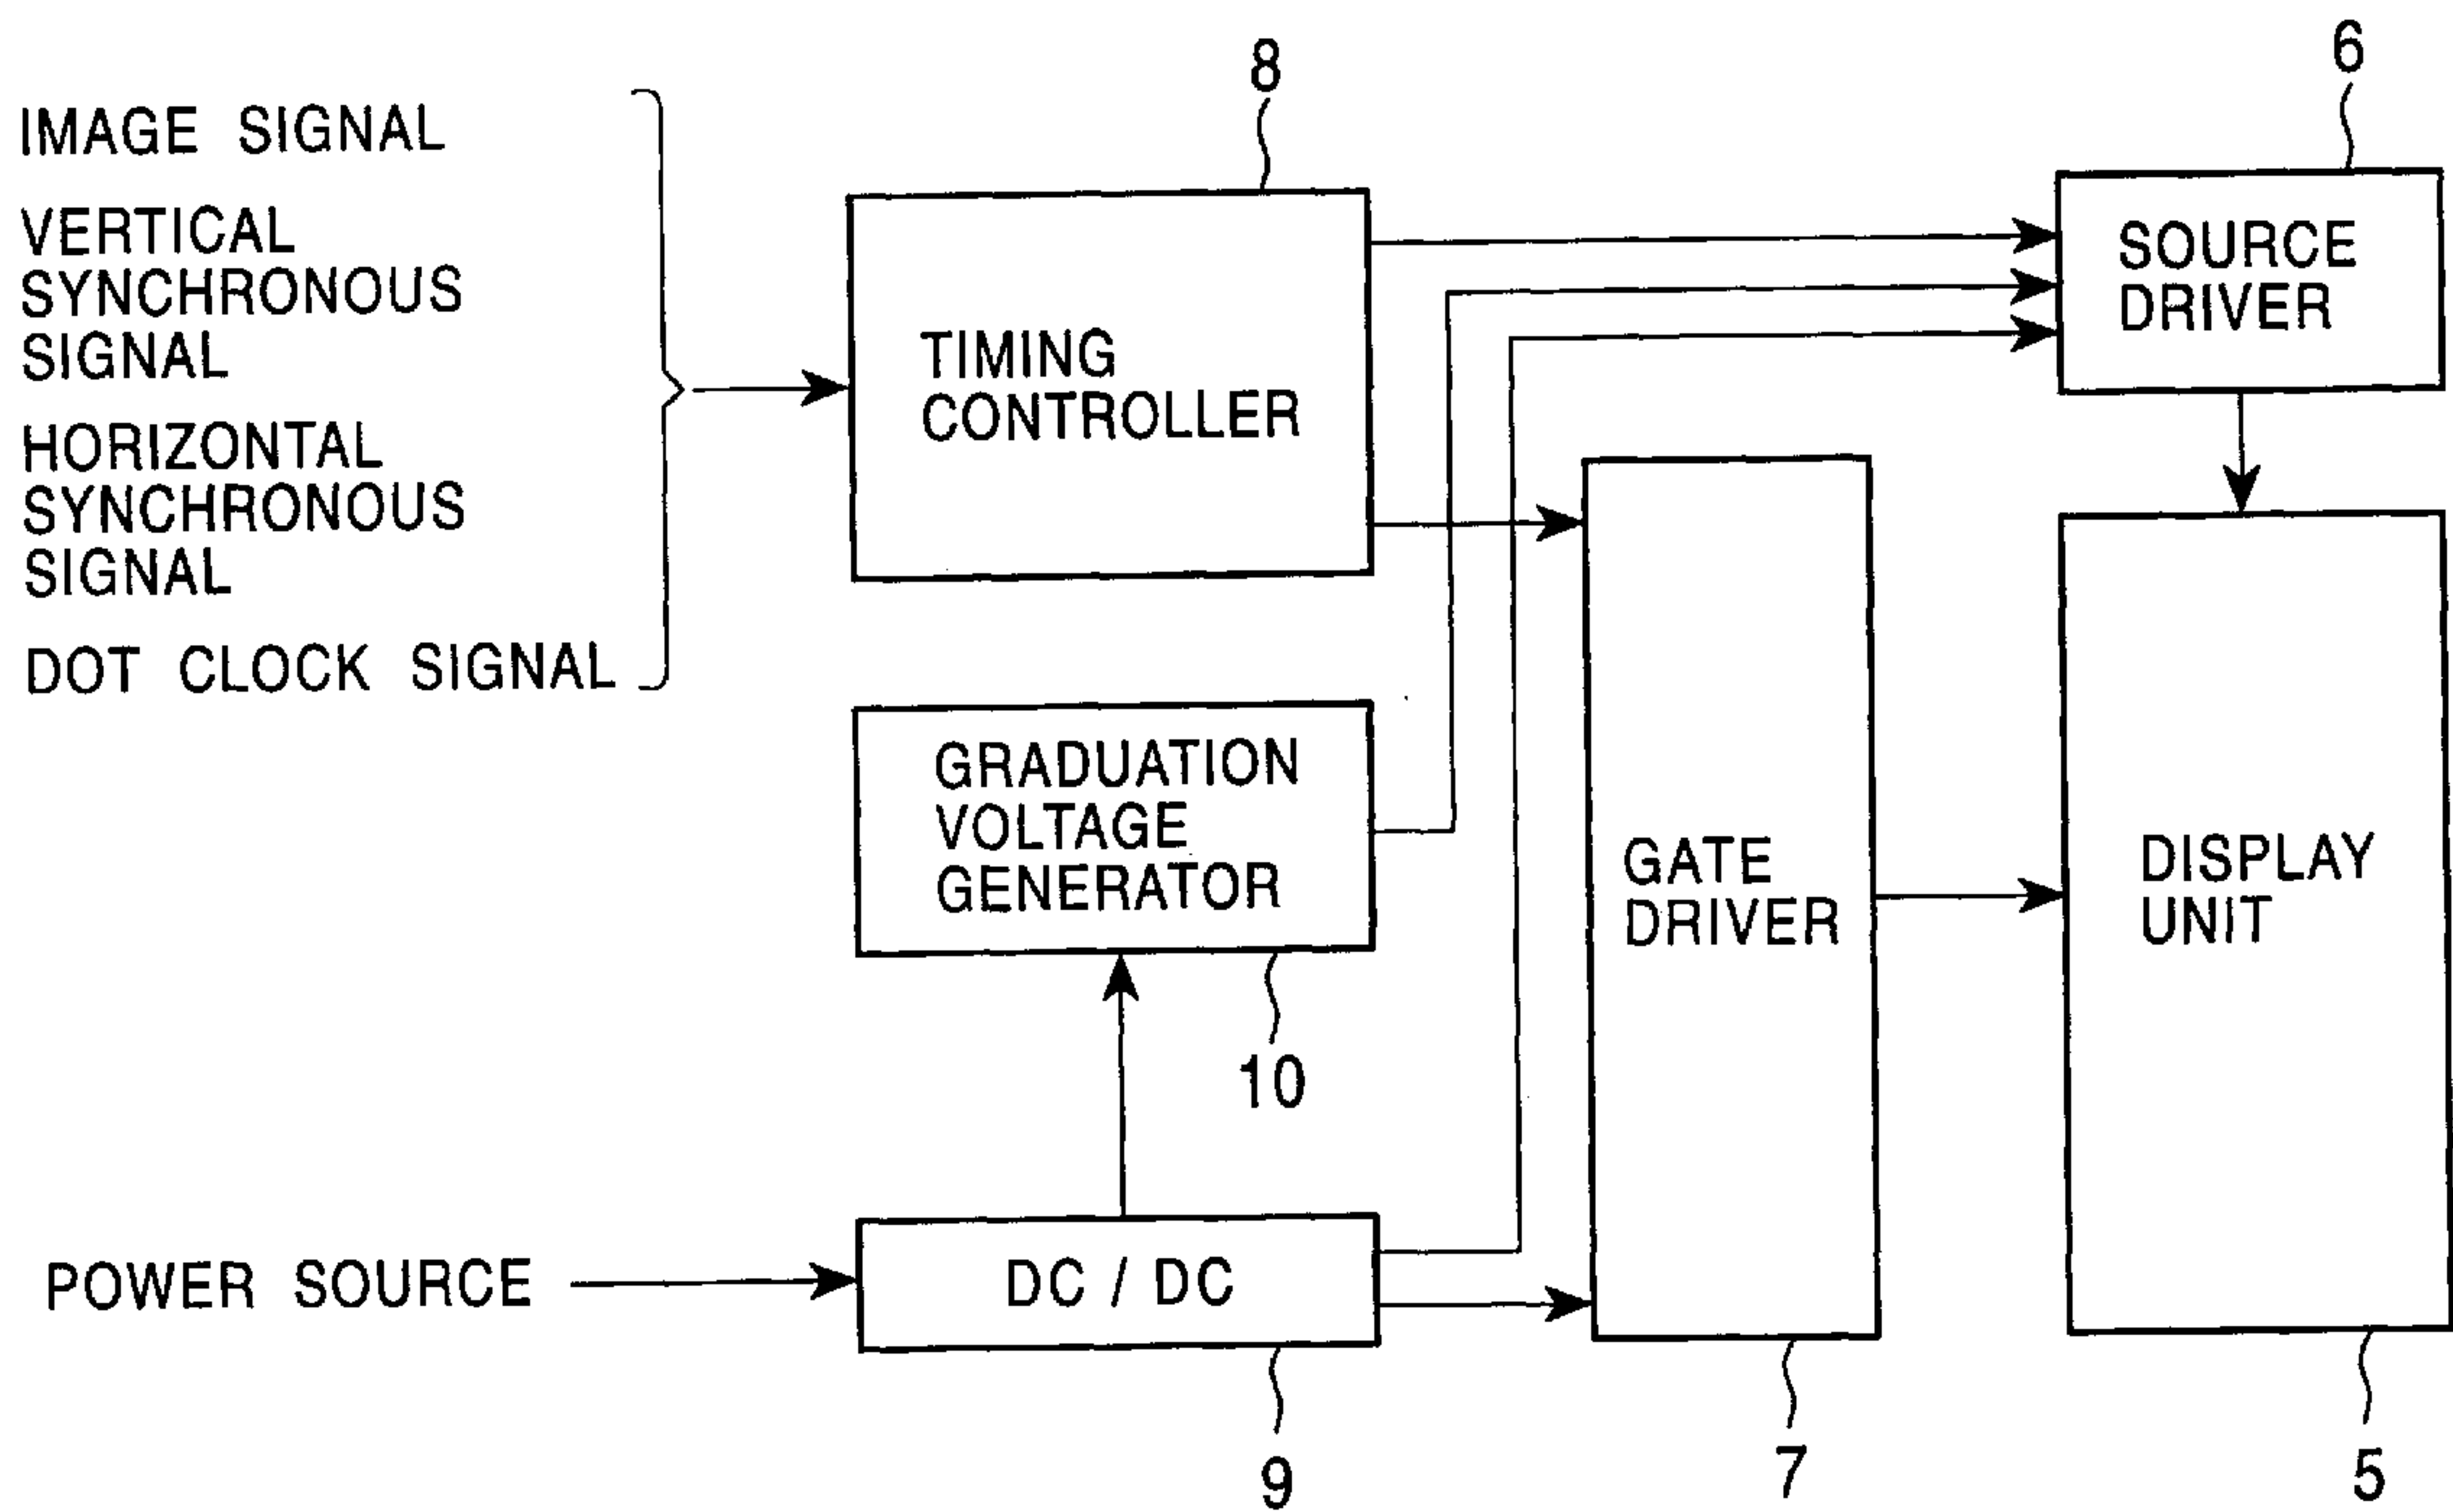 IMAGE SIGNAL
VERTICAL
SYNCHRONOUS
SIGNAL
HORIZONTAL
SYNCHRONOUS
SIGNAL
DOT CLOCK SIGNAL
8
TIMING
CONTROLLER
6
SOURCE
DRIVER
GRADUATION
VOLTAGE
GENERATOR
10
GATE
DRIVER
7
DISPLAY
UNIT
5
POWER SOURCE
DC / DC
9